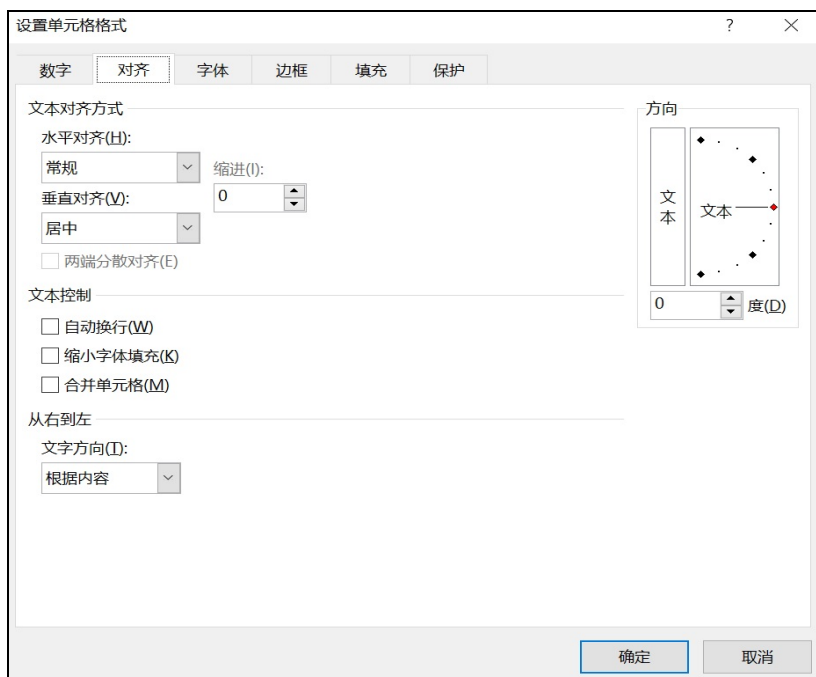 设置单元格格式
?
数字 对齐 字体 边框 填充 保护
文本对齐方式
水平对齐(H):
常规
缩进(I):
垂直对齐(V):
0
居中
两端分散对齐(E)
文本控制
自动换行(W)
缩小字体填充(K)
合并单元格(M)
从右到左
文字方向(T):
根据内容
方向
文本
文本
0 度(D)
确定 取消